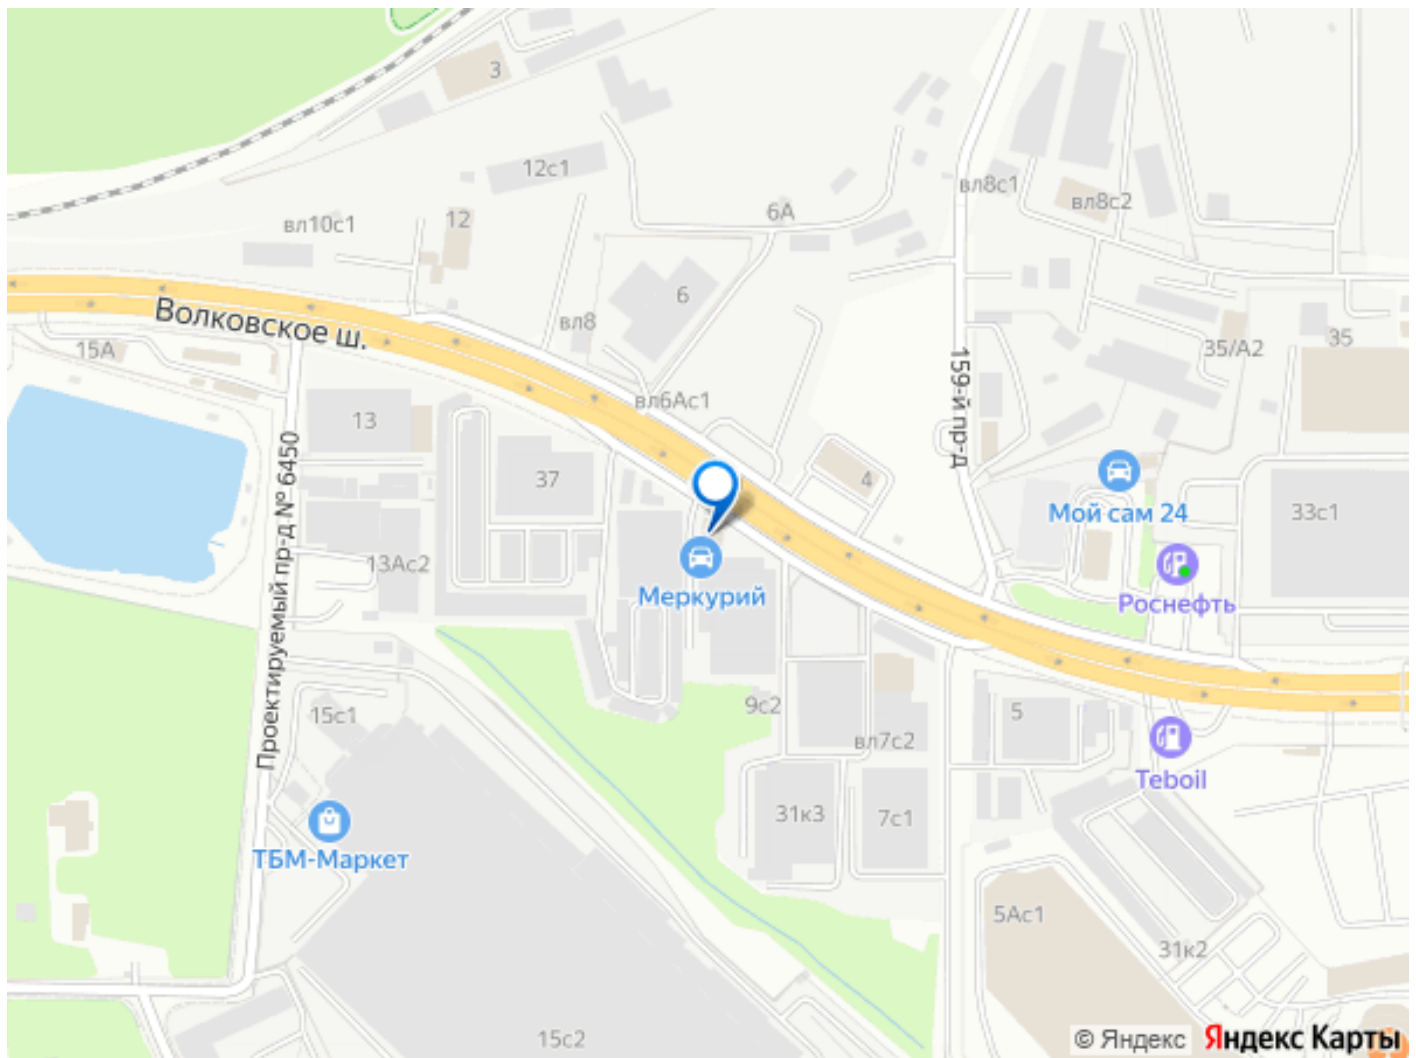 3
12с1
вл8с1
вл8с2
6А
12
вл10с1
6
Волковское ш.
вл8
15А
35
35/А2
159-й пр-д
вл6Ас1
13
Проектируемый пр-д № 6450
37
4
Мой сам 24
33с1
13Ас2
Меркурий
Роснефть
9с2
15с1
5
вл7с2
Teboil
31к3
7с1
ТБМ-Маркет
5Ас1
31к2
15с2
© Яндекс
Яндекс Карты